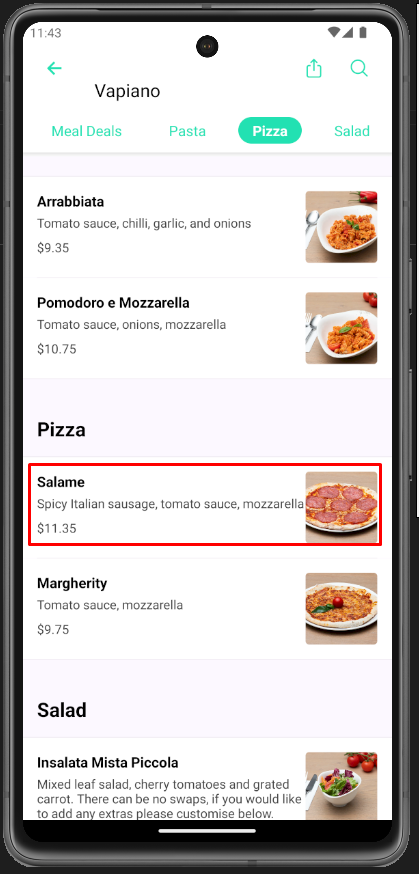 11:43
Vapiano
Meal Deals Pasta Pizza Salad
Arrabbiata
Tomato sauce, chilli, garlic, and onions
$9.35
Pomodoro e Mozzarella
Tomato sauce, onions, mozzarella
$10.75
Pizza
Salame
Spicy Italian sausage, tomato sauce, mozzarella
$11.35
Margherity
Tomato sauce, mozzarella
$9.75
Salad
Insalata Mista Piccola
Mixed leaf salad, cherry tomatoes and grated
carrot. There can be no swaps, if you would like
to add any extras please customise below.